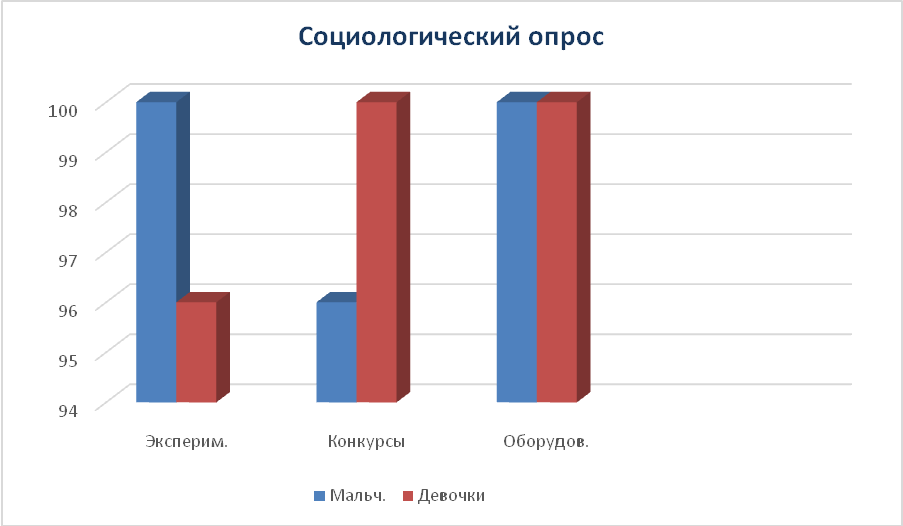 Социологический опрос
100
99
98
97
96
95
94
Эксперим. Конкурсы Оборудов.
Мальч. Девочки